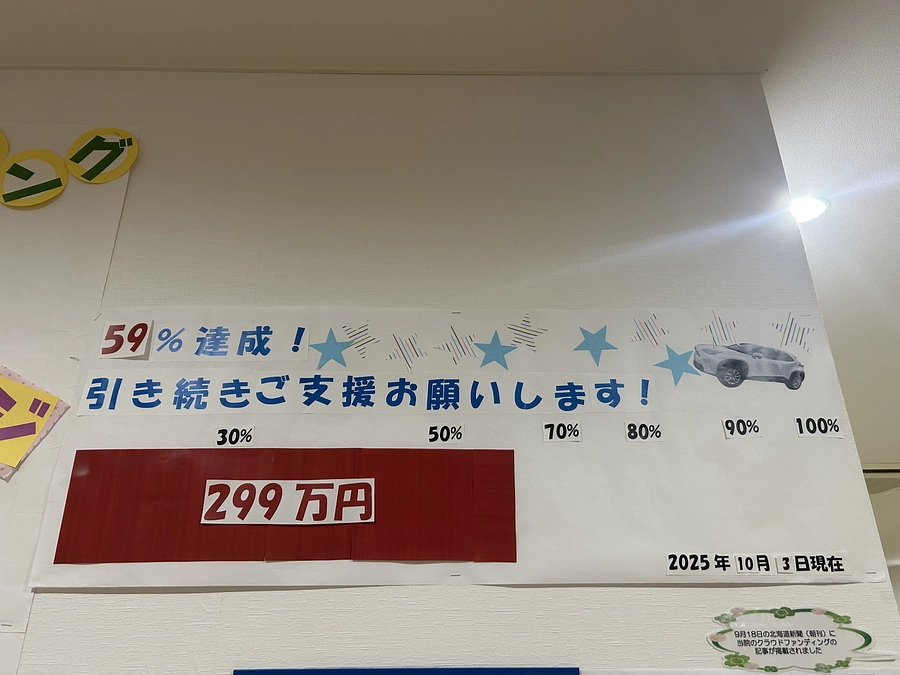 ング
59%達成!
引き続きご支援お願いします!
30% 50% 70% 80% 90% 100%
299万円
2025年10月3日現在
9月18日の北海道新聞(朝刊)に
当院のクラウドファンディングの
記事が掲載されました